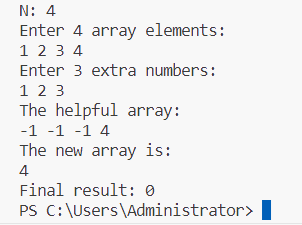 N: 4
Enter 4 array elements:
1 2 3 4
Enter 3 extra numbers:
1 2 3
The helpful array:
-1 -1 -1 4
The new array is:
4
Final result: 0
PS C:\Users\Administrator>